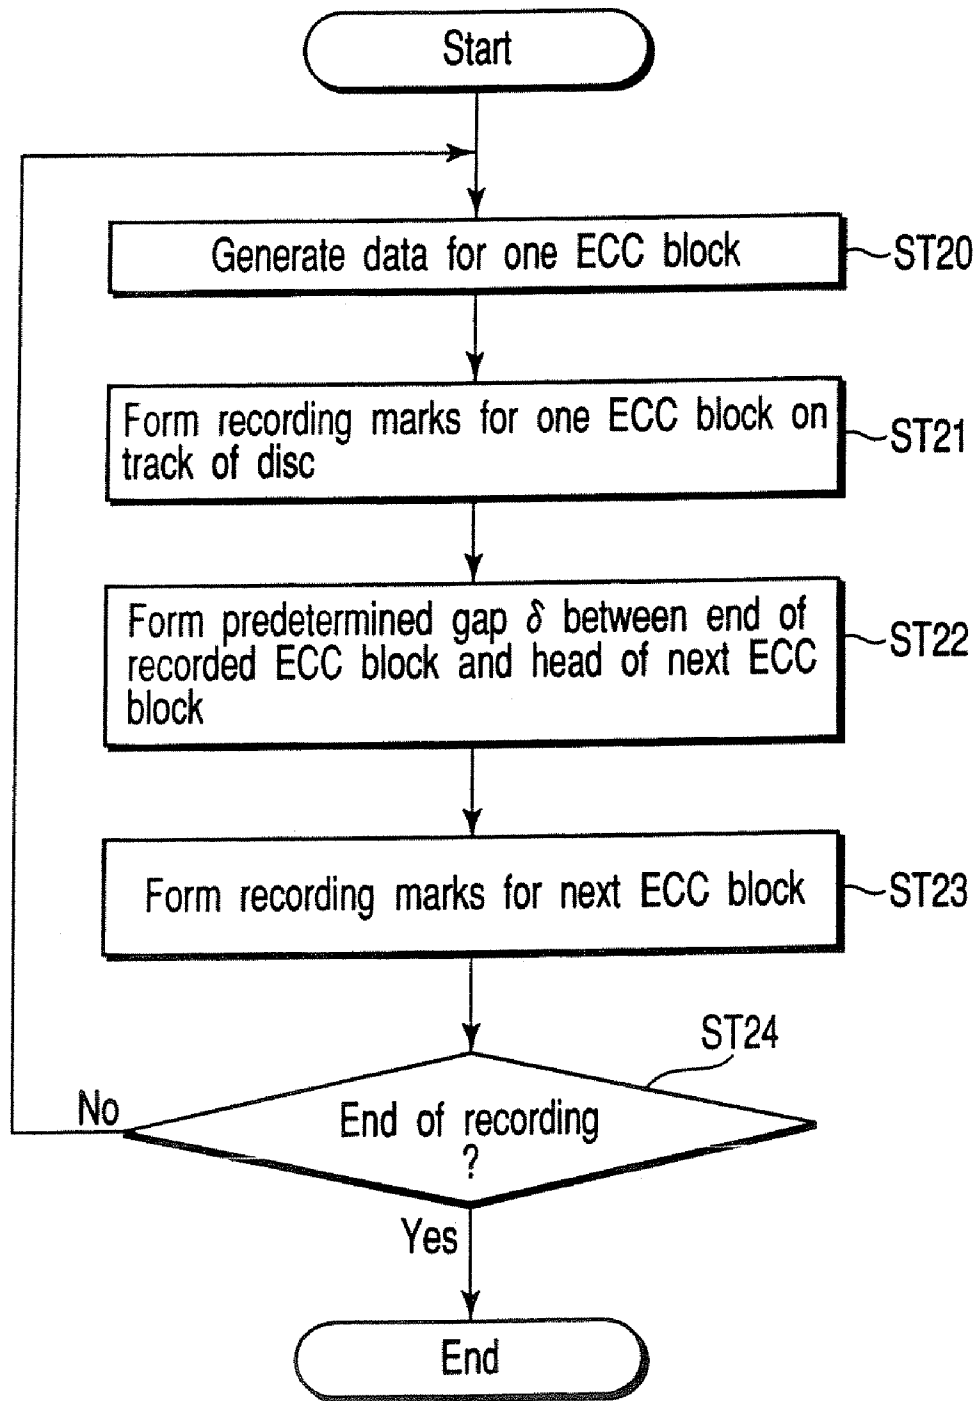 Start
Generate data for one ECC block
ST20
Form recording marks for one ECC block on
track of disc
ST21
Form predetermined gap δ between end of
recorded ECC block and head of next ECC
block
ST22
Form recording marks for next ECC block
ST23
ST24
No
End of recording
?
Yes
End